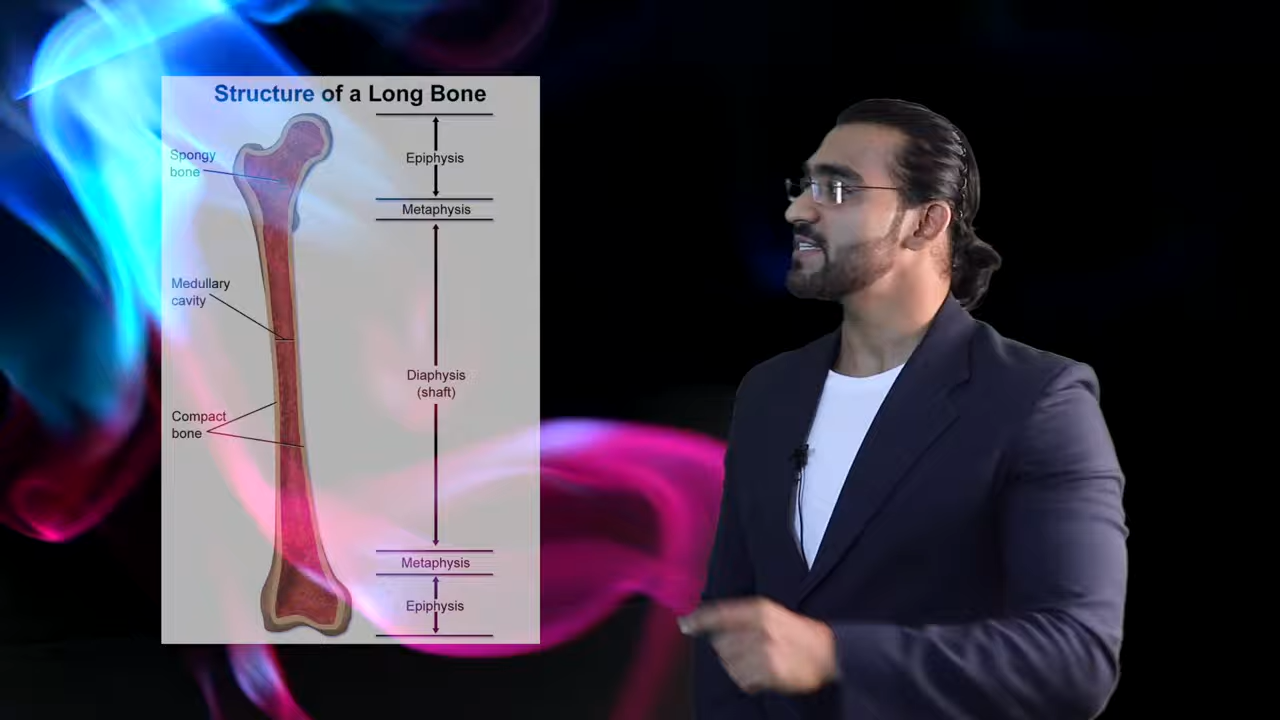 Structure of a Long Bone
Spongy
bone
Epiphysis
Metaphysis
Medullary
cavity
Diaphysis
(shaft)
Compact
bone
Metaphysis
Epiphysis